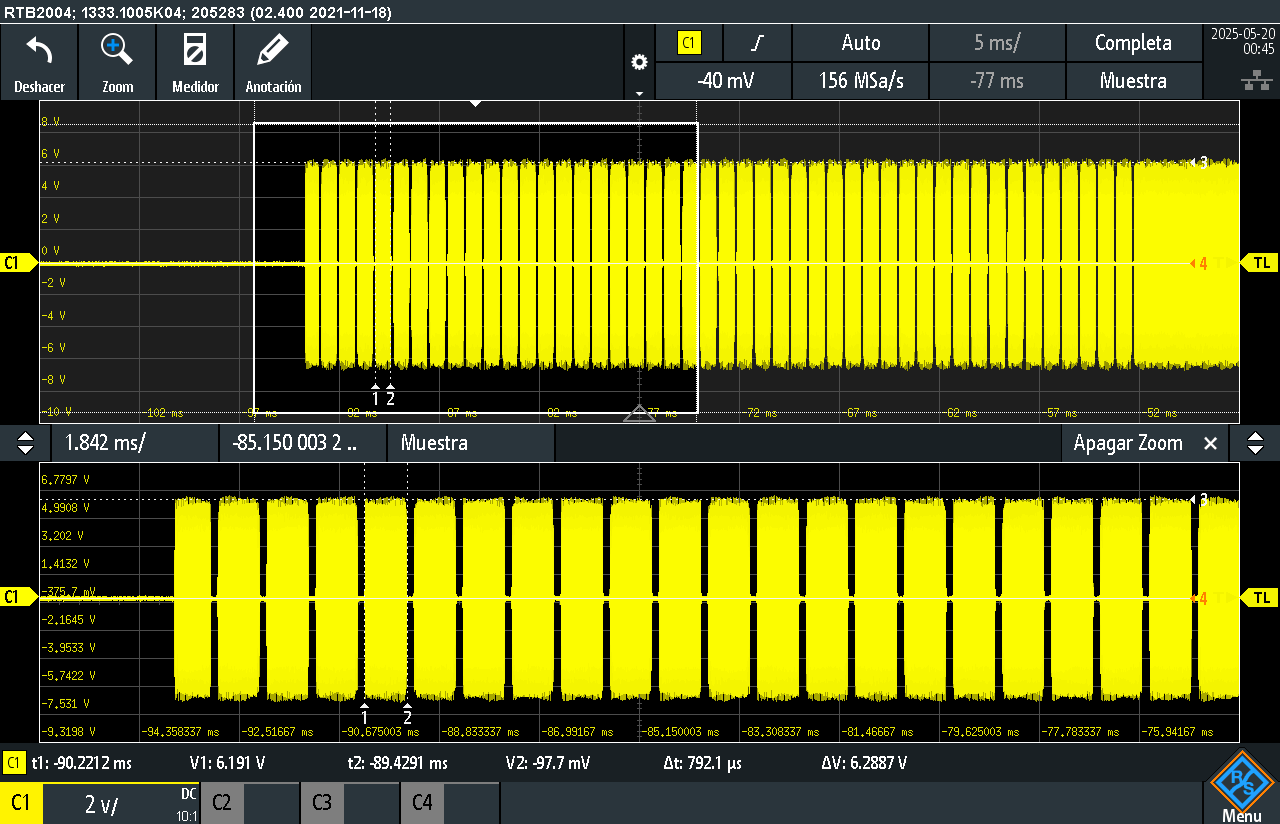 RTB2004; 1333.1005K04; 205283 (02.400 2021-11-18)
Deshacer Zoom Medidor Anotación
C1 Auto 5 ms/ Completa
-40 mV 156 MSa/s -77 ms Muestra
2025-05-20
00:45
8 V
6 V
3
4 V
2 V
0 V
C1 4 TL
-2 V
-4 V
-6 V
-8 V
1 2
-10 V -102 ms -97 ms -92 ms -87 ms -82 ms -77 ms -72 ms -67 ms -62 ms -57 ms -52 ms
1.842 ms/ -85.150 003 2 .. Muestra Apagar Zoom
6,7797 V
3
4,9908 V
3,202 V
1,4132 V
-375,7 mV
C1 4 TL
-2,1645 V
-3,9533 V
-5,7422 V
-7,531 V
1 2
-9,3198 V -94,358337 ms -92,51667 ms -90,675003 ms -88,833337 ms -86,99167 ms -85,150003 ms -83,308337 ms -81,46667 ms -79,625003 ms -77,783337 ms -75,94167 ms
C1 t1: -90.2212 ms V1: 6.191 V t2: -89.4291 ms V2: -97.7 mV Δt: 792.1 µs ΔV: 6.2887 V
C1 2 v/ DC 10:1 C2 C3 C4
R S
Menu